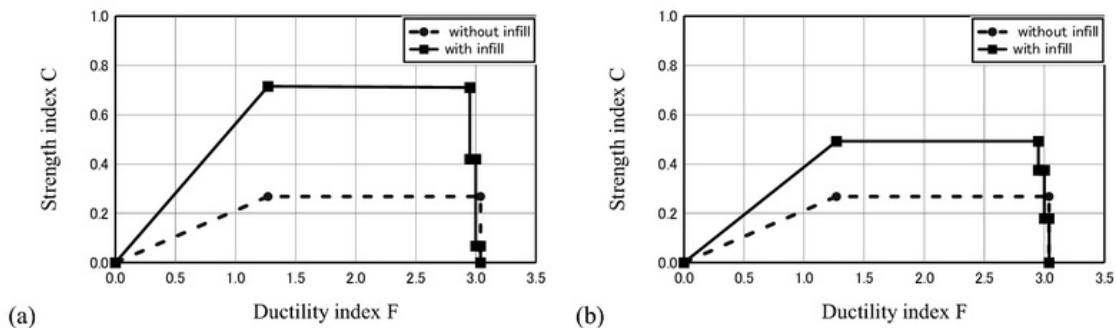 1.0
0.8
0.6
0.4
0.2
0.0
Strength index C
without infill
with infill
0.0 0.5 1.0 1.5 2.0 2.5 3.0 3.5
Ductility index F
(a)
1.0
0.8
0.6
0.4
0.2
0.0
Strength index C
without infill
with infill
0.0 0.5 1.0 1.5 2.0 2.5 3.0 3.5
Ductility index F
(b)